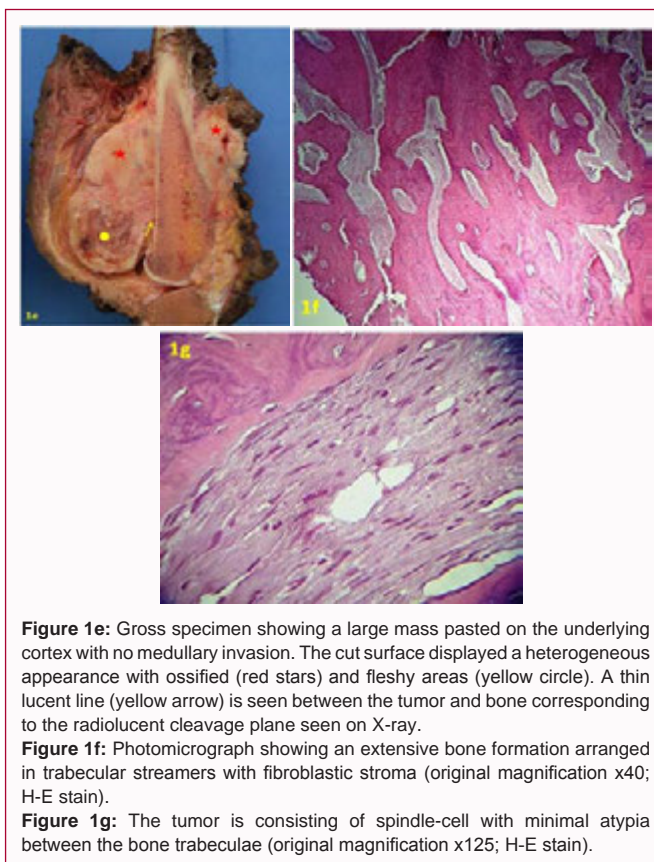 1e
1f
1g
Figure 1e: Gross specimen showing a large mass pasted on the underlying
cortex with no medullary invasion. The cut surface displayed a heterogeneous
appearance with ossified (red stars) and fleshy areas (yellow circle). A thin
lucent line (yellow arrow) is seen between the tumor and bone corresponding
to the radiolucent cleavage plane seen on X-ray.
Figure 1f: Photomicrograph showing an extensive bone formation arranged
in trabecular streamers with fibroblastic stroma (original magnification x40;
H-E stain).
Figure 1g: The tumor is consisting of spindle-cell with minimal atypia
between the bone trabeculae (original magnification x125; H-E stain).